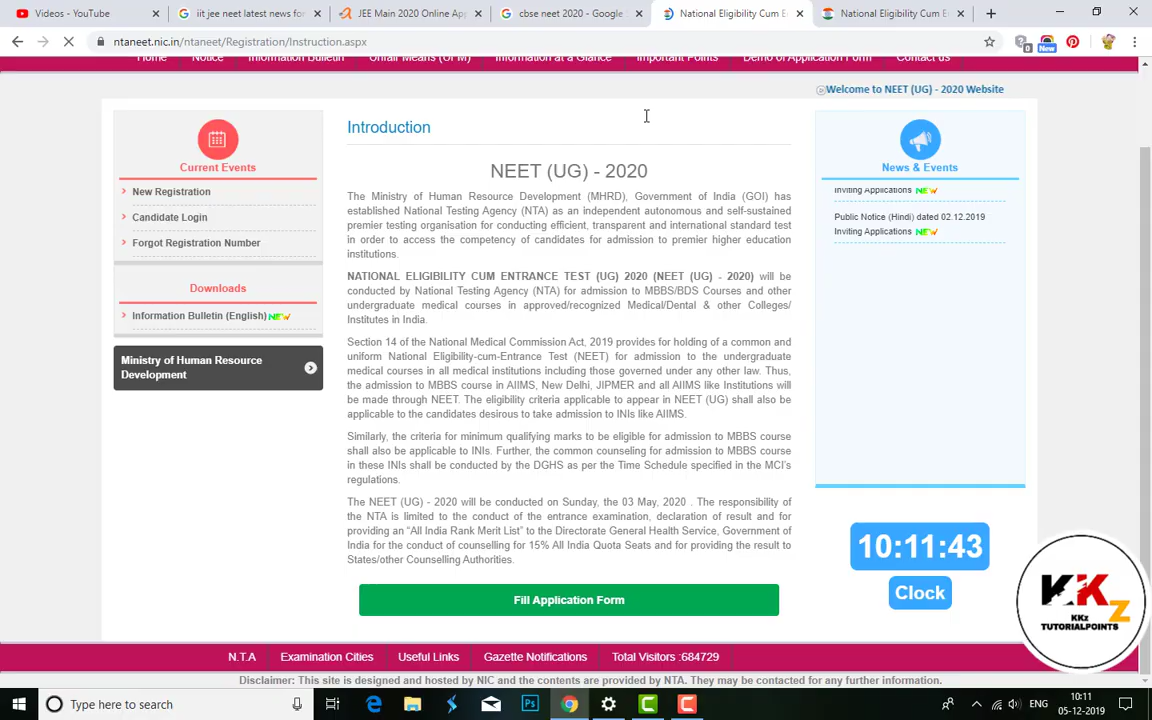 Videos - YouTube
iit jee neet latest news for
JEE Main 2020 Online App
cbse neet 2020 - Google
National Eligibility Cum E
National Eligibility Cum E
ntaneet.nic.in/ntaneet/Registration/Instruction.aspx
0
New
Home
Notice
Information Bulletin
Unfair Means (UFM)
Information at a Glance
Important Points
Demo of Application Form
Contact us
Welcome to NEET (UG) - 2020 Website
Current Events
New Registration
Candidate Login
Forgot Registration Number
Downloads
Information Bulletin (English) NEW
Ministry of Human Resource
Development
Introduction
NEET (UG) - 2020
The Ministry of Human Resource Development (MHRD), Government of India (GOI) has
established National Testing Agency (NTA) as an independent autonomous and self-sustained
premier testing organisation for conducting efficient, transparent and international standard test
in order to access the competency of candidates for admission to premier higher education
institutions.
NATIONAL ELIGIBILITY CUM ENTRANCE TEST (UG) 2020 (NEET (UG) - 2020) will be
conducted by National Testing Agency (NTA) for admission to MBBS/BDS Courses and other
undergraduate medical courses in approved/recognized Medical/Dental & other Colleges/
Institutes in India.
Section 14 of the National Medical Commission Act, 2019 provides for holding of a common and
uniform National Eligibility-cum-Entrance Test (NEET) for admission to the undergraduate
medical courses in all medical institutions including those governed under any other law. Thus,
the admission to MBBS course in AIIMS, New Delhi, JIPMER and all AIIMS like Institutions will
be made through NEET. The eligibility criteria applicable to appear in NEET (UG) shall also be
applicable to the candidates desirous to take admission to INIs like AIIMS.
Similarly, the criteria for minimum qualifying marks to be eligible for admission to MBBS course
shall also be applicable to INIs. Further, the common counseling for admission to MBBS course
in these INIs shall be conducted by the DGHS as per the Time Schedule specified in the MCI's
regulations.
The NEET (UG) - 2020 will be conducted on Sunday, the 03 May, 2020 . The responsibility of
the NTA is limited to the conduct of the entrance examination, declaration of result and for
providing an “All India Rank Merit List” to the Directorate General Health Service, Government of
India for the conduct of counselling for 15% All India Quota Seats and for providing the result to
States/other Counselling Authorities.
Fill Application Form
News & Events
Inviting Applications NEW
Public Notice (Hindi) dated 02.12.2019
Inviting Applications NEW
10:11:43
Clock
KKz
KKz
TUTORIALPOINTS
N.T.A
Examination Cities
Useful Links
Gazette Notifications
Total Visitors :684729
Disclaimer: This site is designed and hosted by NIC and the contents are provided by NTA. They may be contacted for any further information.
Type here to search
Ps
ENG
10:11
05-12-2019